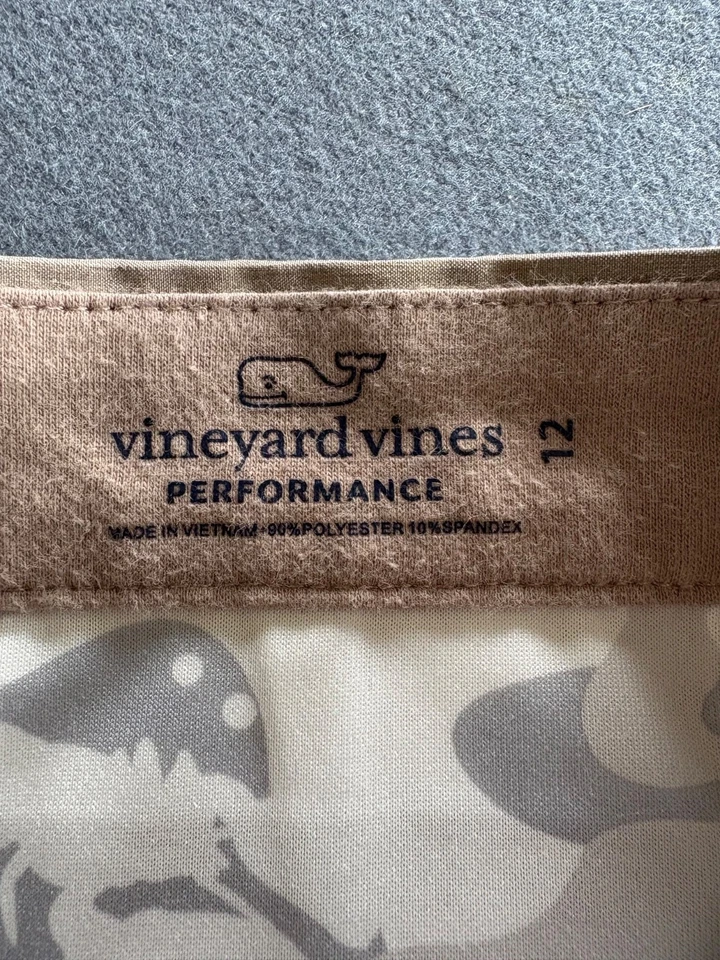 vineyard vines
12
PERFORMANCE
MADE IN VIETNAM•90%POLYESTER 10%SPANDEX